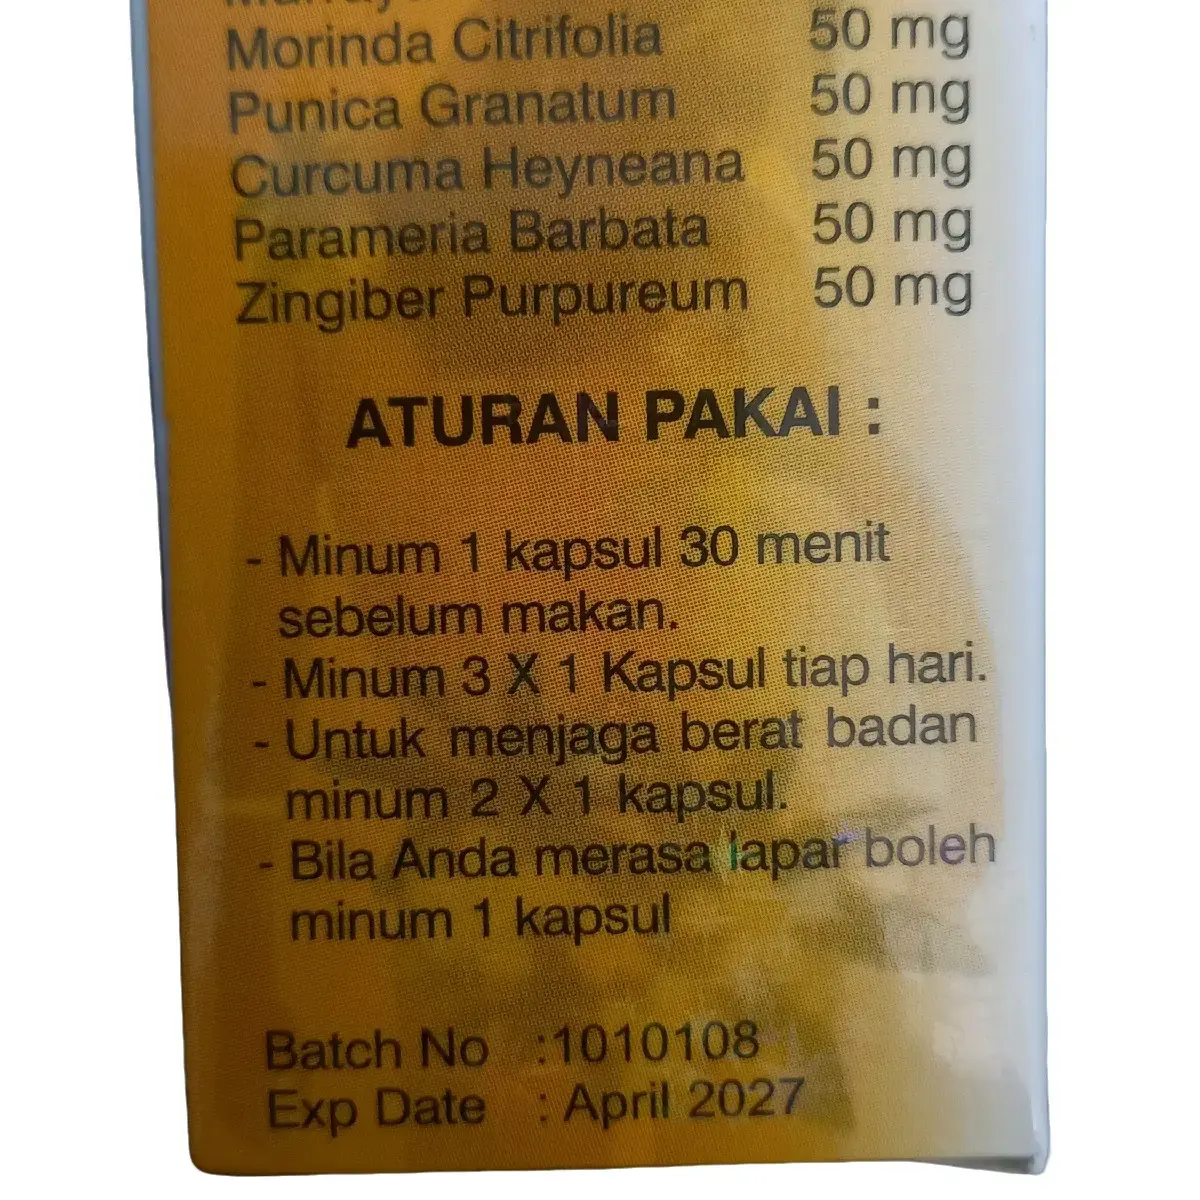 Morinda Citrifolia 50 mg
Punica Granatum 50 mg
Curcuma Heyneana 50 mg
Parameria Barbata 50 mg
Zingiber Purpureum 50 mg
ATURAN PAKAI :
- Minum 1 kapsul 30 menit
sebelum makan.
- Minum 3 X 1 Kapsul tiap hari.
- Untuk menjaga berat badan
minum 2 X 1 kapsul.
- Bila Anda merasa lapar boleh
minum 1 kapsul
Batch No :1010108
Exp Date : April 2027